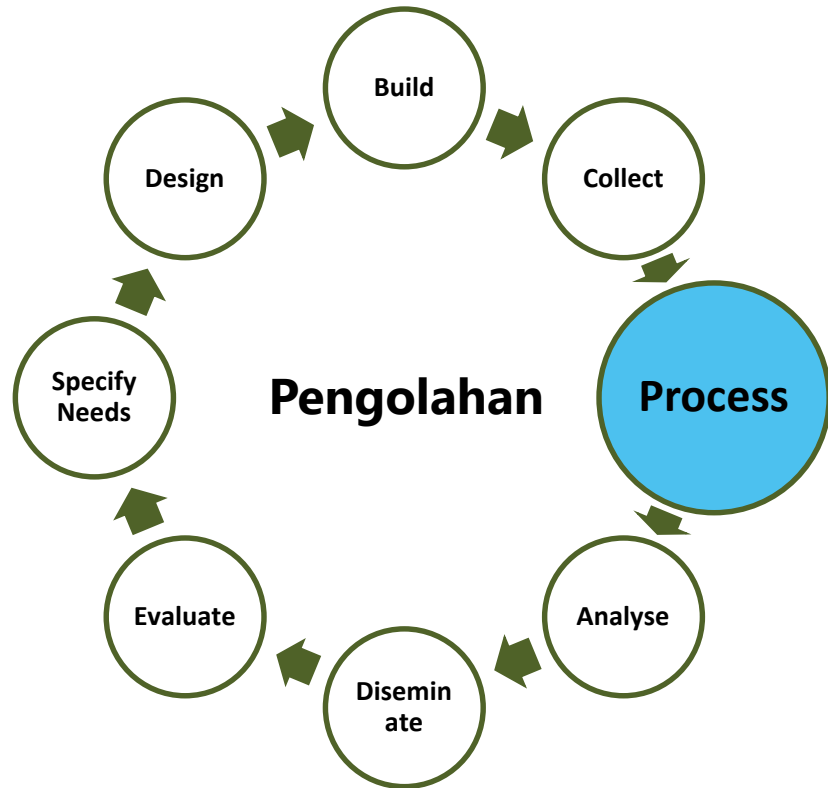 Build
Design
Collect
Specify
Needs
Pengolahan
Process
Evaluate
Analyse
Disemin
ate